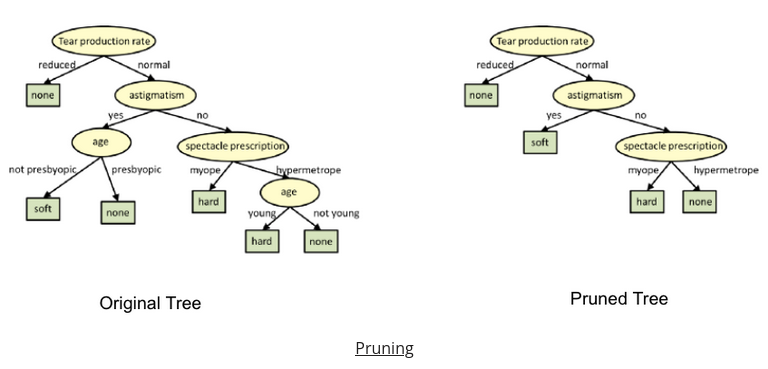 Tear production rate
reduced normal
none astigmatism
yes no
age spectacle prescription
not presbyopic presbyopic myope hypermetrope
soft none hard age
young not young
hard none
Original Tree
Tear production rate
reduced normal
none astigmatism
yes no
soft spectacle prescription
myope hypermetrope
hard none
Pruned Tree
Pruning